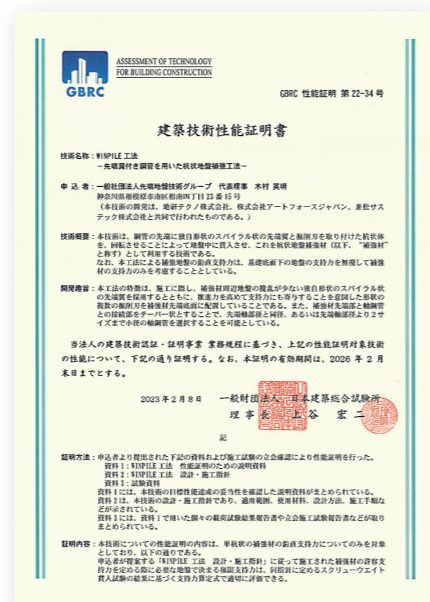 GBRC
ASSESSMENT OF TECHNOLOGY
FOR BUILDING CONSTRUCTION
GBRC 性能証明 第 22-34 号
建築技術性能証明書
技術名称：WINPILE 工法
－先端翼付き鋼管を用いた杭状地盤補強工法－
申 込 者：一般社団法人先端地盤技術グループ 代表理事 木村 英明
神奈川県相模原市南区相南四丁目 23 番 15 号
（本技術の開発は、地研テクノ株式会社、株式会社アートフォースジャパン、兼松サス
テック株式会社と共同で行われたものである。）
技術概要：本技術は、鋼管の先端に独自形状のスパイラル状の先端翼と掘削刃を取り付けた杭状体
を、回転させることによって地盤中に貫入させ、これを杭状地盤補強材（以下、“補強材”
と称す）として利用する技術である。
なお、本工法による補強地盤の鉛直支持力は、基礎底面下の地盤の支持力を無視して補強
材の支持力のみを考慮することとしている。
開発趣旨：本工法の特徴は、施工に際し、補強材周辺地盤の攪乱が少ない独自形状のスパイラル状
の先端翼を採用するとともに、推進力を高めて支持力にも寄与することを意図した形状の
複数の掘削刃を補強材先端底面に配置していることである。また、補強材先端部と軸鋼管
との接続部をテーパー状とすることで、先端軸部径と同径、あるいは先端軸部径より 2 サ
イズまで小径の軸鋼管を選択することを可能としている。
当法人の建築技術認証・証明事業 業務規程に基づき、上記の性能証明対象技術
の性能について、下記の通り証明する。なお、本証明の有効期間は、2026 年 2 月
末日までとする。
2023 年 2 月 8 日 一般財団法人 日本建築総合試験所
理 事 長 上 谷 宏 二
記
証明方法：申込者より提出された下記の資料および施工試験の立会確認により性能証明を行った。
資料 1：WINPILE 工法 性能証明のための説明資料
資料 2：WINPILE 工法 設計・施工指針
資料 3：試験資料
資料 1 には、本技術の目標性能達成の妥当性を確認した説明資料がまとめられている。
資料 2 は、本技術の設計・施工指針であり、適用範囲、使用材料、設計方法、施工手順な
どが示されている。
資料 3 には、資料 1 で用いた個々の載荷試験結果報告書や立会施工試験報告書などが取り
まとめられている。
証明内容：本技術についての性能証明の内容は、単杭状の補強材の鉛直支持力についてのみを対象
としており、以下の通りである。
申込者が提案する「WINPILE 工法 設計・施工指針」に従って施工された補強材の許容支
持力を定める際に必要な地盤で決まる極限支持力は、同指針に定めるスクリューウエイト
貫入試験の結果に基づく支持力算定式で適切に評価できる。